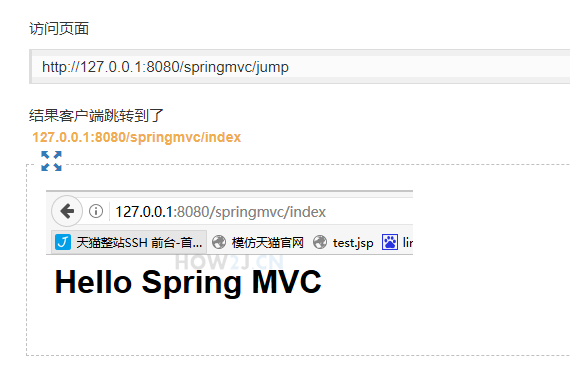 访问页面
http://127.0.0.1:8080/springmvc/jump
结果客户端跳转到了
127.0.0.1:8080/springmvc/index
127.0.0.1:8080/springmvc/index
J 天猫整站SSH 前台-首... 模仿天猫官网 test.jsp lin
HOW2J.CN
Hello Spring MVC